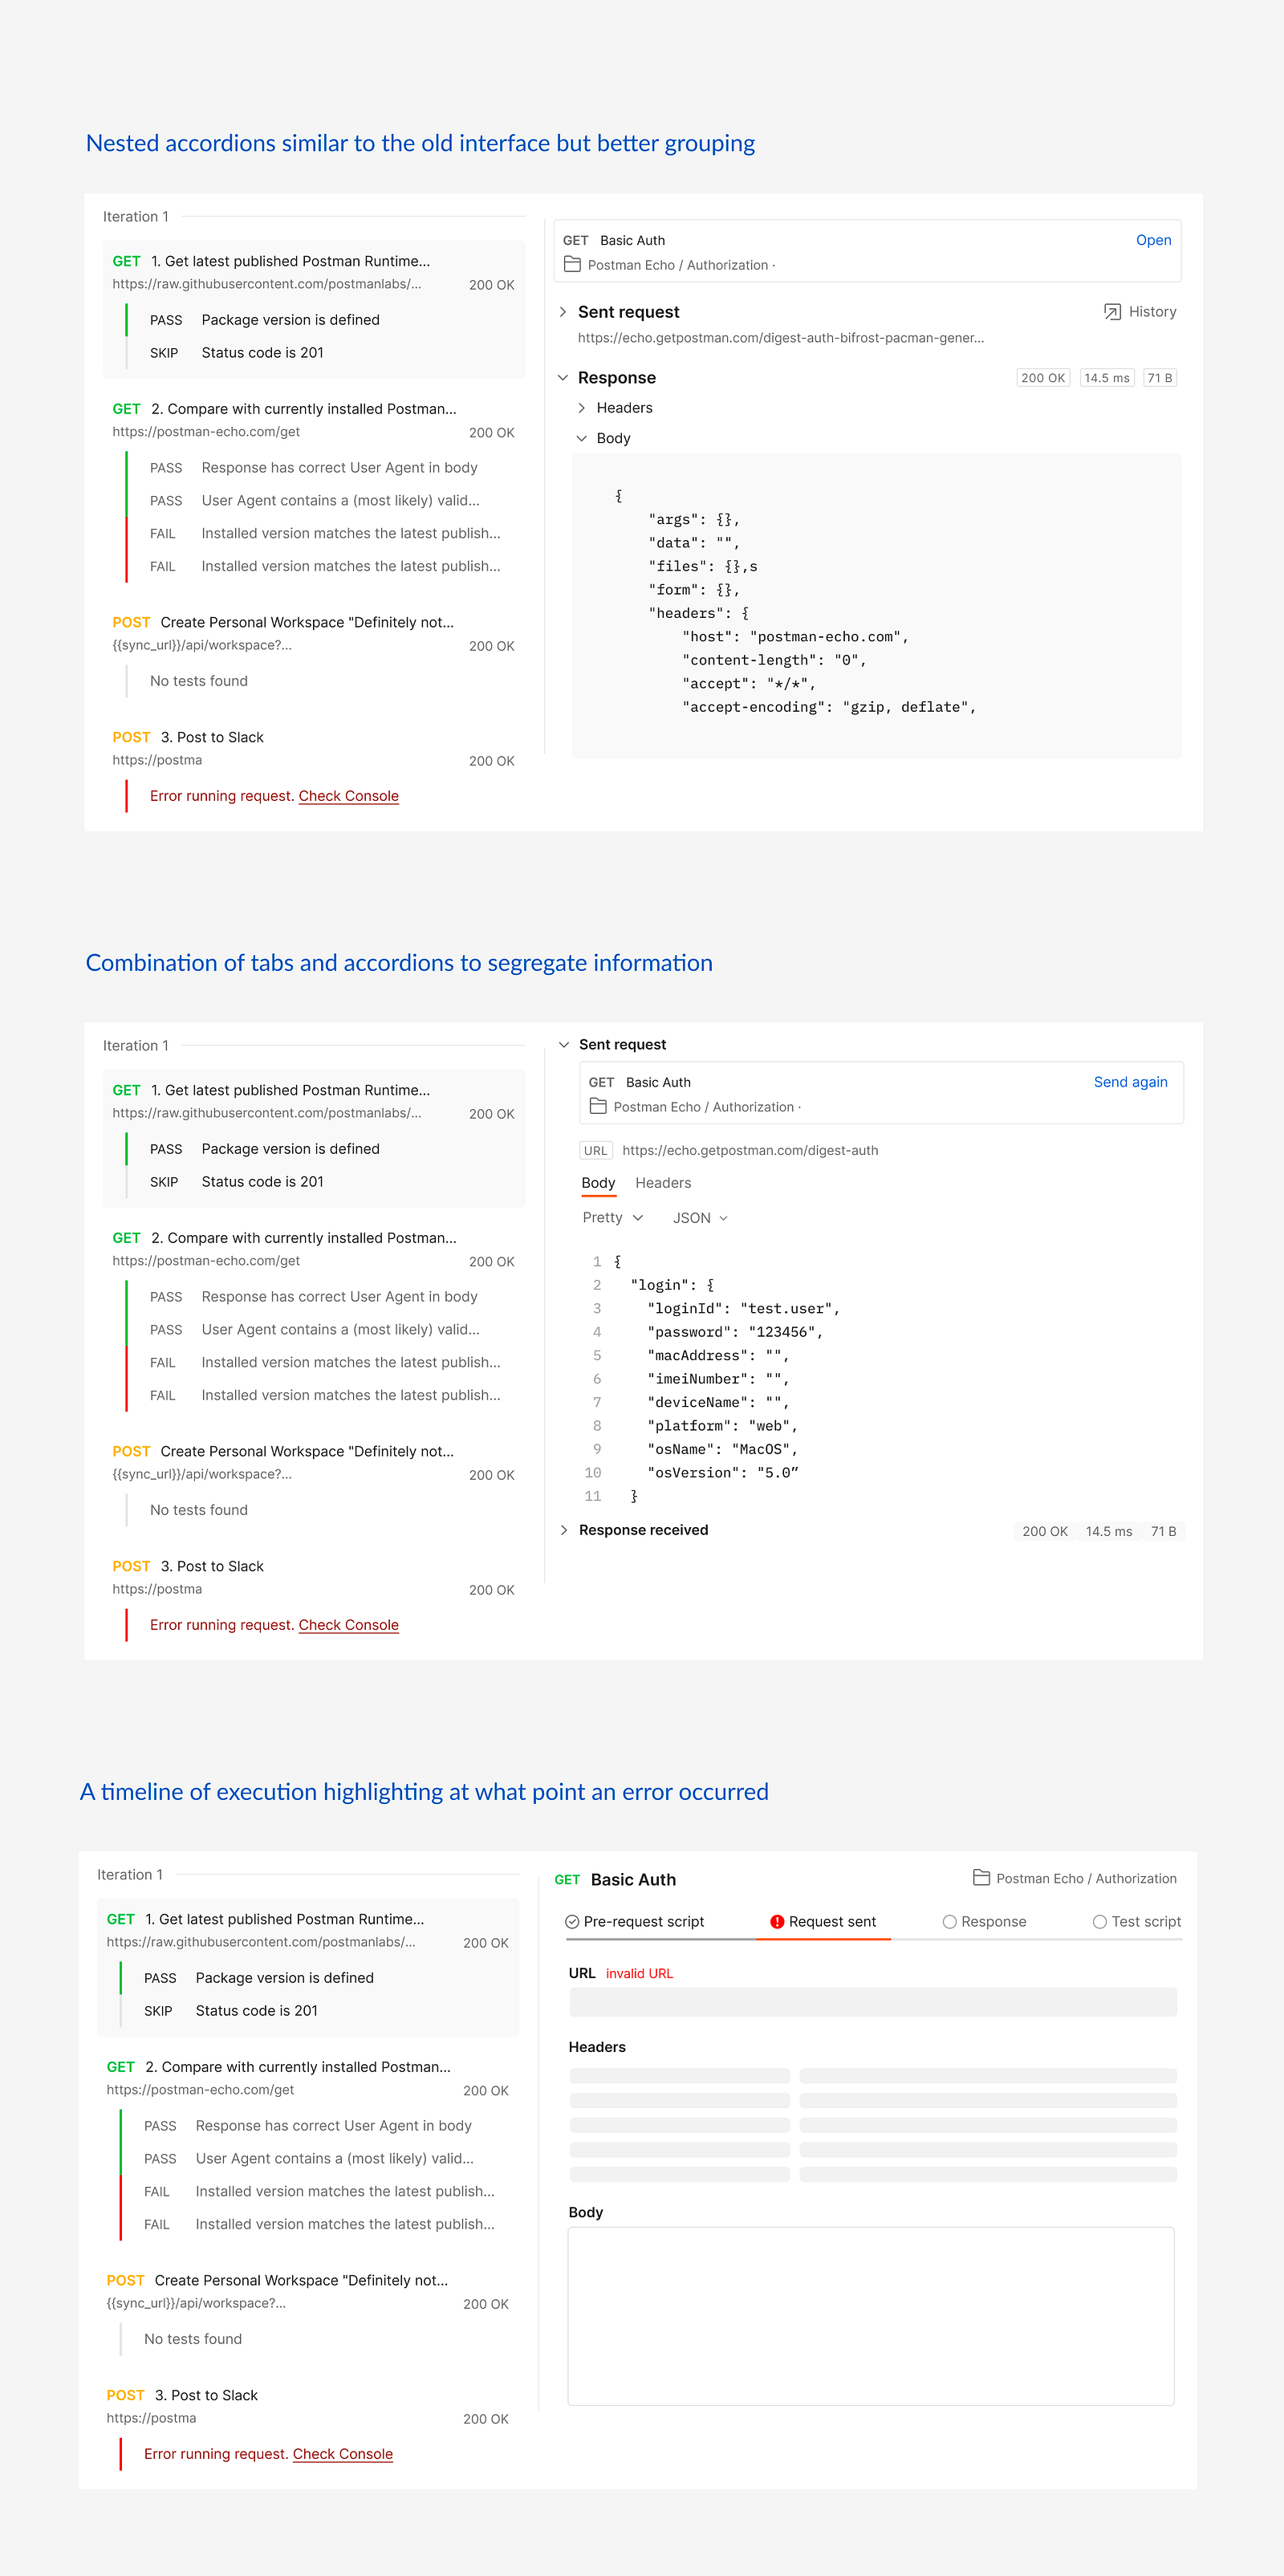 Nested accordions similar to the old interface but better grouping
Iteration 1
GET 1. Get latest published Postman Runtime...
https://raw.githubusercontent.com/postmanlabs/... 200 OK
PASS Package version is defined
SKIP Status code is 201
GET 2. Compare with currently installed Postman...
https://postman-echo.com/get 200 OK
PASS Response has correct User Agent in body
PASS User Agent contains a (most likely) valid...
FAIL Installed version matches the latest publish...
FAIL Installed version matches the latest publish...
POST Create Personal Workspace "Definitely not...
{{sync_url}}/api/workspace?... 200 OK
No tests found
POST 3. Post to Slack
https://postma 200 OK
Error running request. Check Console
GET Basic Auth Open
Postman Echo / Authorization ·
Sent request History
https://echo.getpostman.com/digest-auth-bifrost-pacman-gener...
Response 200 OK 14.5 ms 71 B
Headers
Body
{
"args": {},
"data": "",
"files": {},s
"form": {},
"headers": {
"host": "postman-echo.com",
"content-length": "0",
"accept": "*/*",
"accept-encoding": "gzip, deflate",
Combination of tabs and accordions to segregate information
Iteration 1
GET 1. Get latest published Postman Runtime...
https://raw.githubusercontent.com/postmanlabs/... 200 OK
PASS Package version is defined
SKIP Status code is 201
GET 2. Compare with currently installed Postman...
https://postman-echo.com/get 200 OK
PASS Response has correct User Agent in body
PASS User Agent contains a (most likely) valid...
FAIL Installed version matches the latest publish...
FAIL Installed version matches the latest publish...
POST Create Personal Workspace "Definitely not...
{{sync_url}}/api/workspace?... 200 OK
No tests found
POST 3. Post to Slack
https://postma 200 OK
Error running request. Check Console
Sent request
GET Basic Auth Send again
Postman Echo / Authorization ·
URL https://echo.getpostman.com/digest-auth
Body Headers
Pretty JSON
1 {
2 "login": {
3 "loginId": "test.user",
4 "password": "123456",
5 "macAddress": "",
6 "imeiNumber": "",
7 "deviceName": "",
8 "platform": "web",
9 "osName": "MacOS",
10 "osVersion": "5.0”
11 }
Response received 200 OK 14.5 ms 71 B
A timeline of execution highlighting at what point an error occurred
Iteration 1
GET 1. Get latest published Postman Runtime...
https://raw.githubusercontent.com/postmanlabs/... 200 OK
PASS Package version is defined
SKIP Status code is 201
GET 2. Compare with currently installed Postman...
https://postman-echo.com/get 200 OK
PASS Response has correct User Agent in body
PASS User Agent contains a (most likely) valid...
FAIL Installed version matches the latest publish...
FAIL Installed version matches the latest publish...
POST Create Personal Workspace "Definitely not...
{{sync_url}}/api/workspace?... 200 OK
No tests found
POST 3. Post to Slack
https://postma 200 OK
Error running request. Check Console
GET Basic Auth Postman Echo / Authorization
Pre-request script Request sent Response Test script
URL invalid URL
Headers
Body